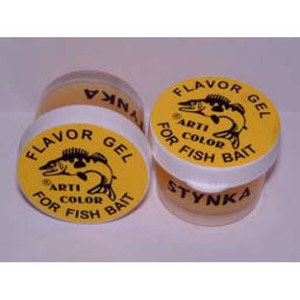 STYNKA
FLAVOR GEL
® ARTI
COLOR
FOR FISH BAIT
FLAVOR GEL
® ARTI
COLOR
FOR FISH BAIT
STYNKA